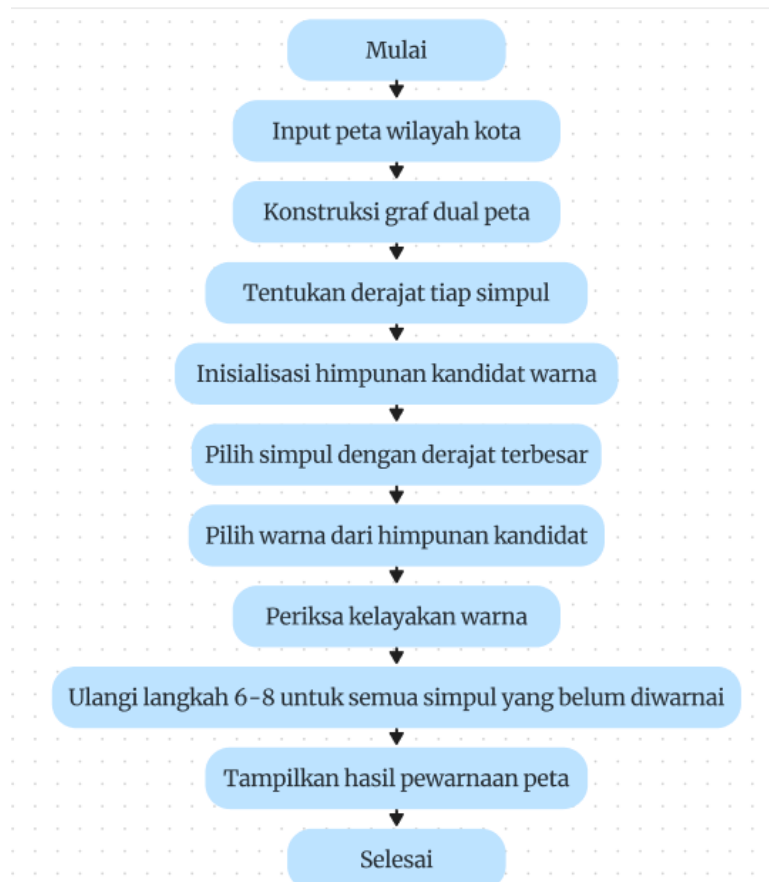 Mulai
Input peta wilayah kota
Konstruksi graf dual peta
Tentukan derajat tiap simpul
Inisialisasi himpunan kandidat warna
Pilih simpul dengan derajat terbesar
Pilih warna dari himpunan kandidat
Periksa kelayakan warna
Ulangi langkah 6-8 untuk semua simpul yang belum diwarnai
Tampilkan hasil pewarnaan peta
Selesai